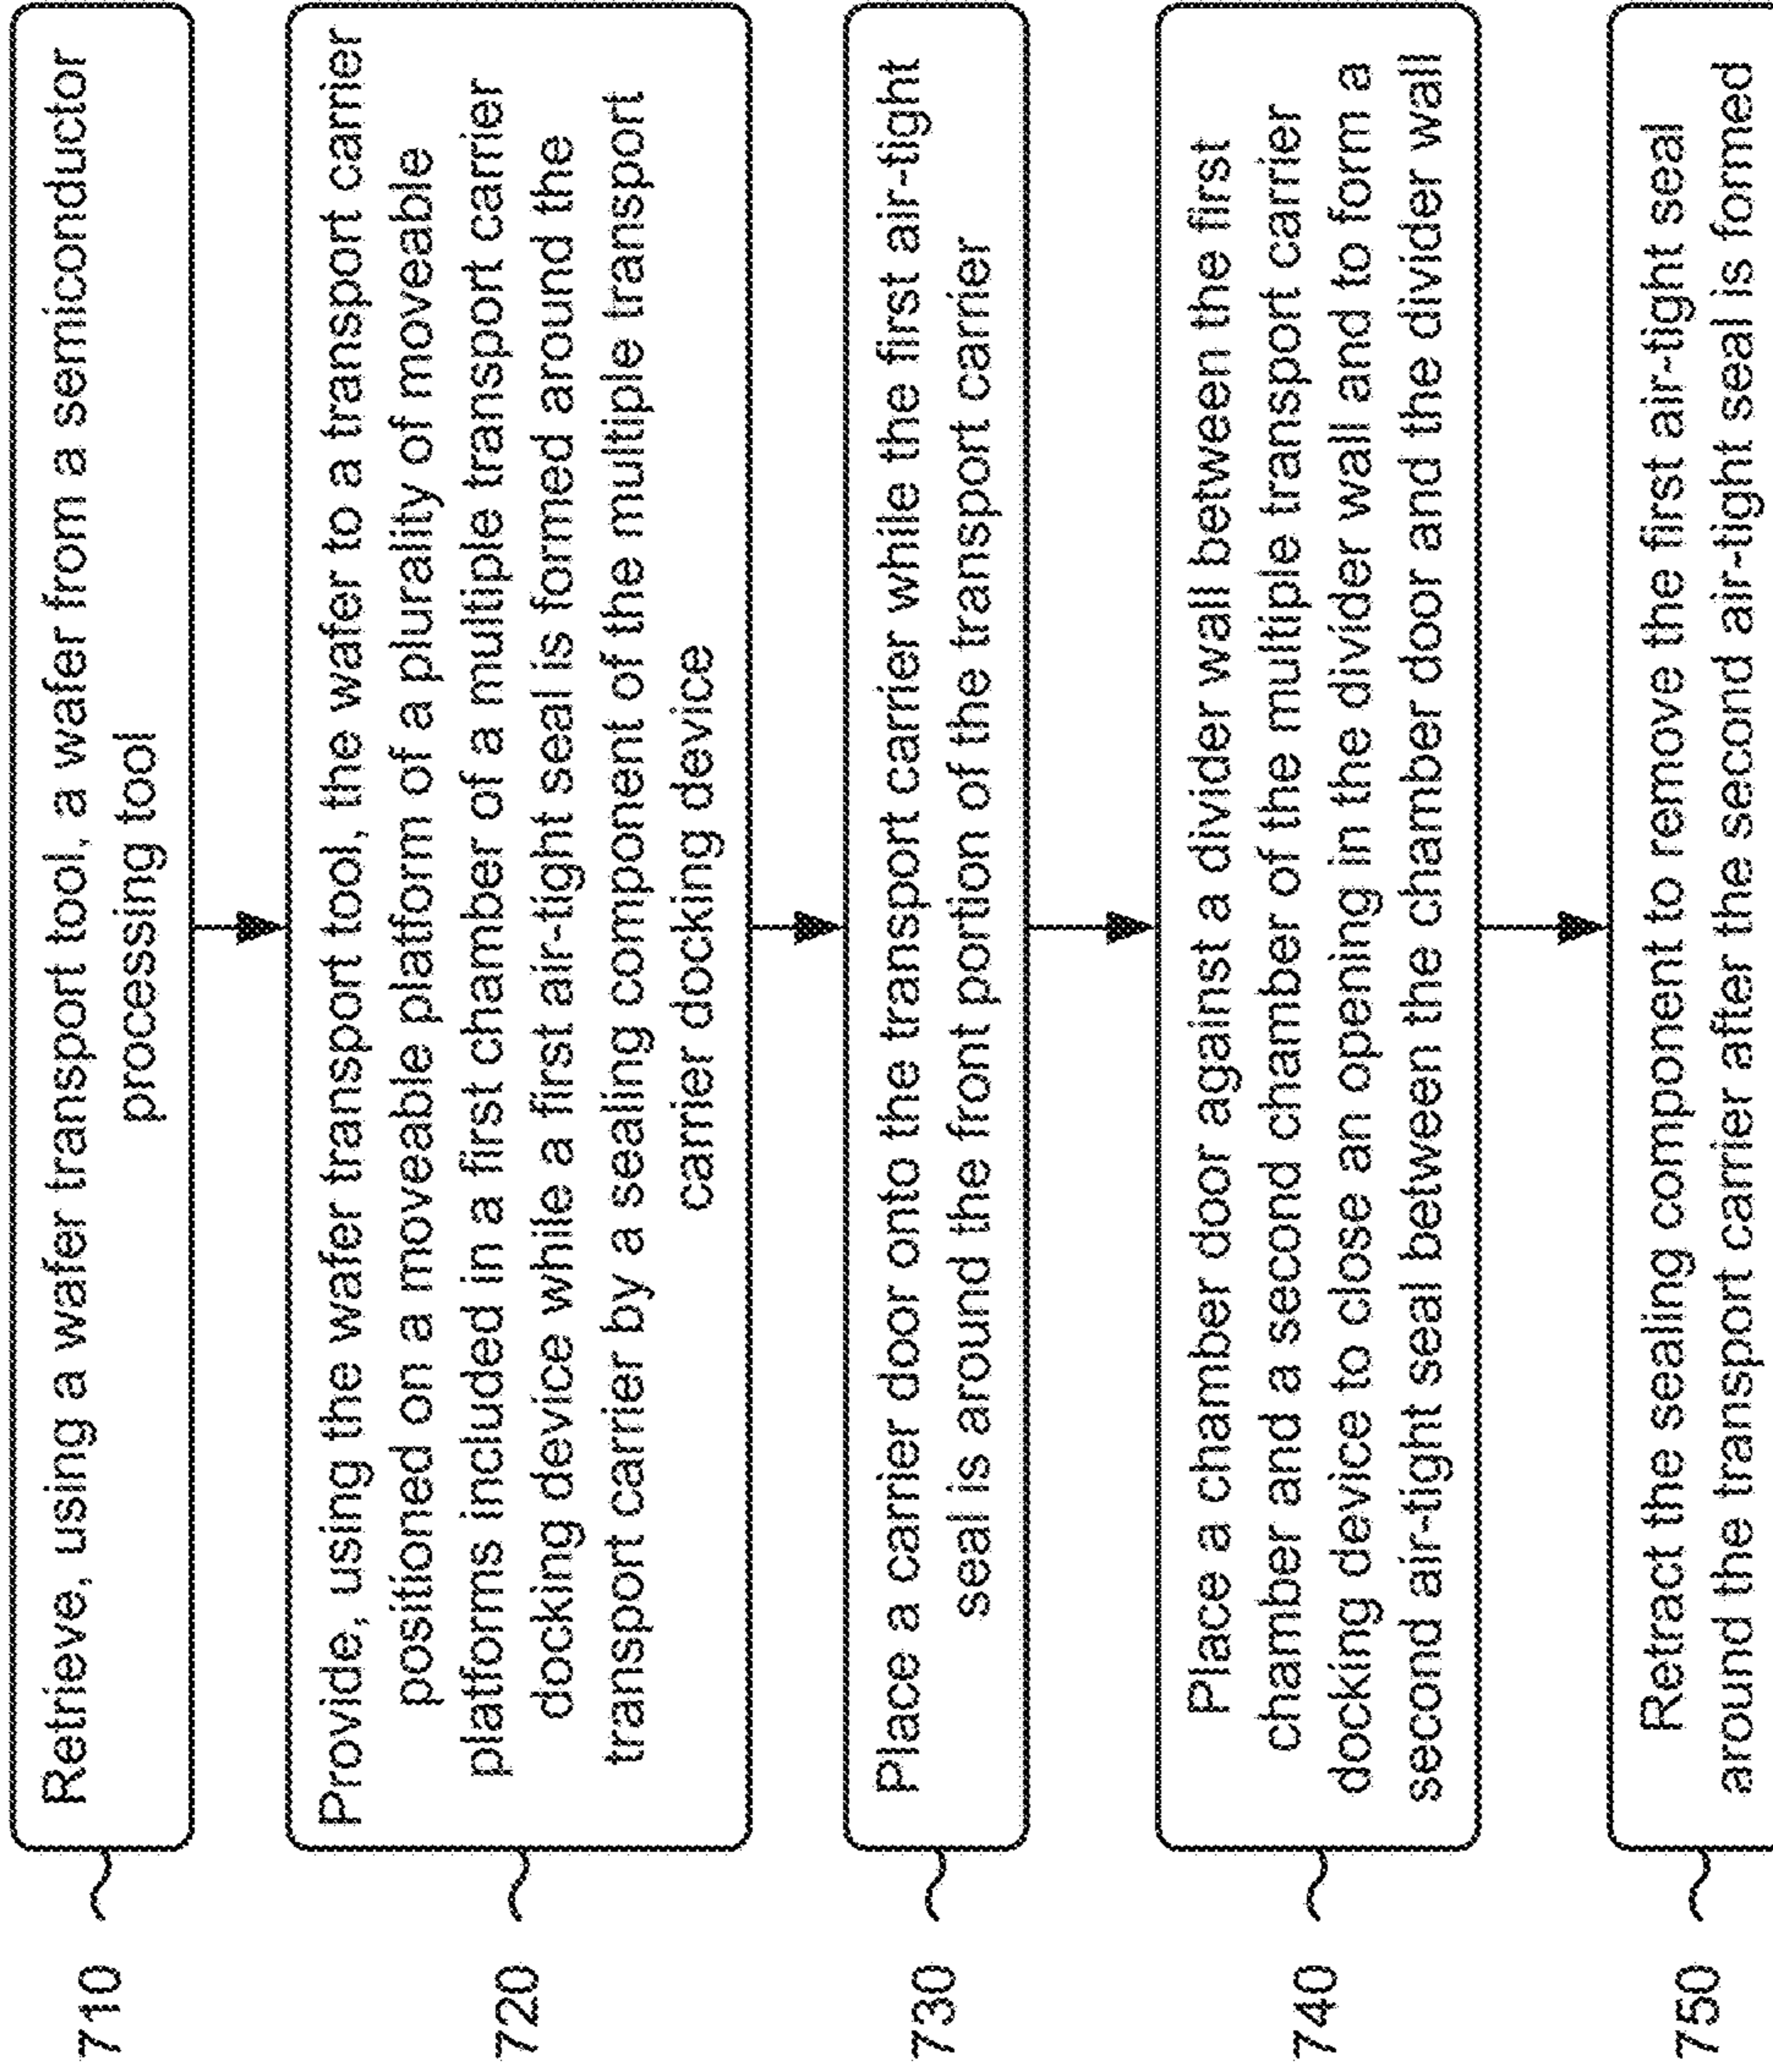 710
Retrieve, using a wafer transport tool, a wafer from a semiconductor
processing tool
720
Provide, using the wafer transport tool, the wafer to a transport carrier
positioned on a moveable platform of a plurality of moveable
platforms included in a first chamber of a multiple transport carrier
docking device while a first air-tight seal is formed around the
transport carrier by a sealing component of the multiple transport
carrier docking device
730
Place a carrier door onto the transport carrier while the first air-tight
seal is around the front portion of the transport carrier
740
Place a chamber door against a divider wall between the first
chamber and a second chamber of the multiple transport carrier
docking device to close an opening in the divider wall and to form a
second air-tight seal between the chamber door and the divider wall
750
Retract the sealing component to remove the first air-tight seal
around the transport carrier after the second air-tight seal is formed